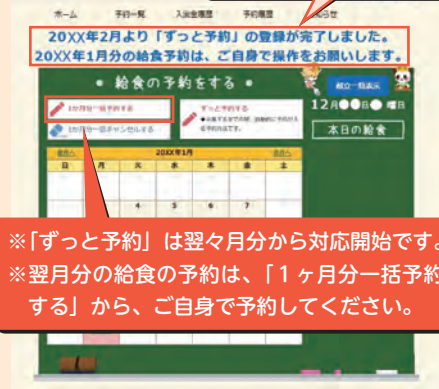 ホーム 予約一覧 入出金履歴 予約履歴 お知らせ
20XX年2月より「ずっと予約」の登録が完了しました。
20XX年1月分の給食予約は、ご自身で操作をお願いします。
● 給食の予約をする ●
献立一覧表示
1か月分一括予約する
ずっと予約する
1か月分一括キャンセルする
12月●●日● 曜日
本日の給食
20XX年1月
日 月 火 水 木 金 土
4 5 6 7
※「ずっと予約」は翌々月分から対応開始です。
※翌月分の給食の予約は、「1ヶ月分一括予約
する」から、ご自身で予約してください。